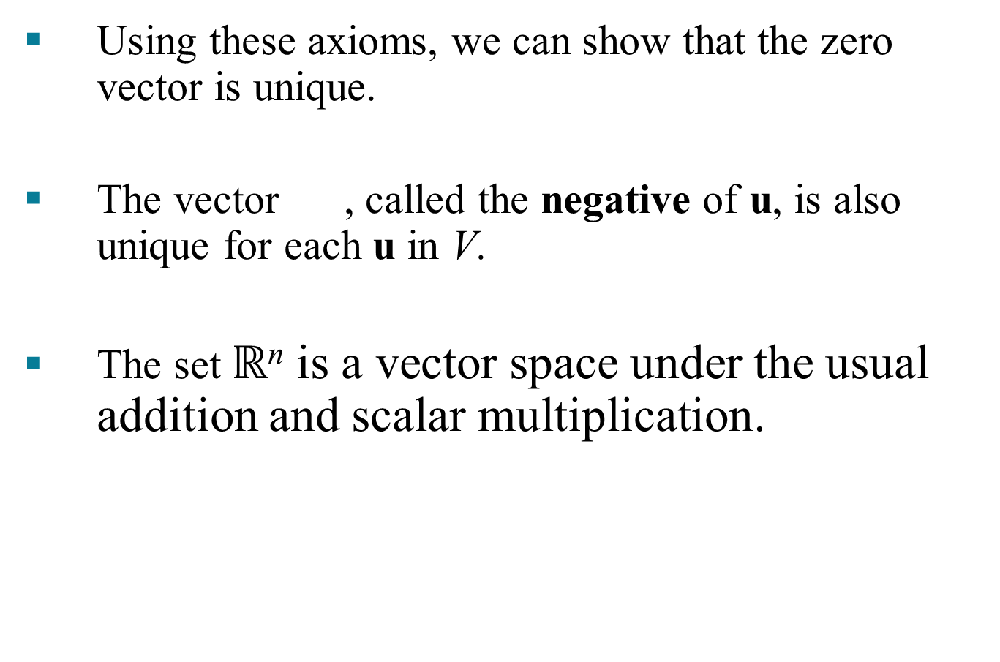 ▪ Using these axioms, we can show that the zero
vector is unique.
▪ The vector , called the negative of u, is also
unique for each u in V.
▪ The set ℝⁿ is a vector space under the usual
addition and scalar multiplication.